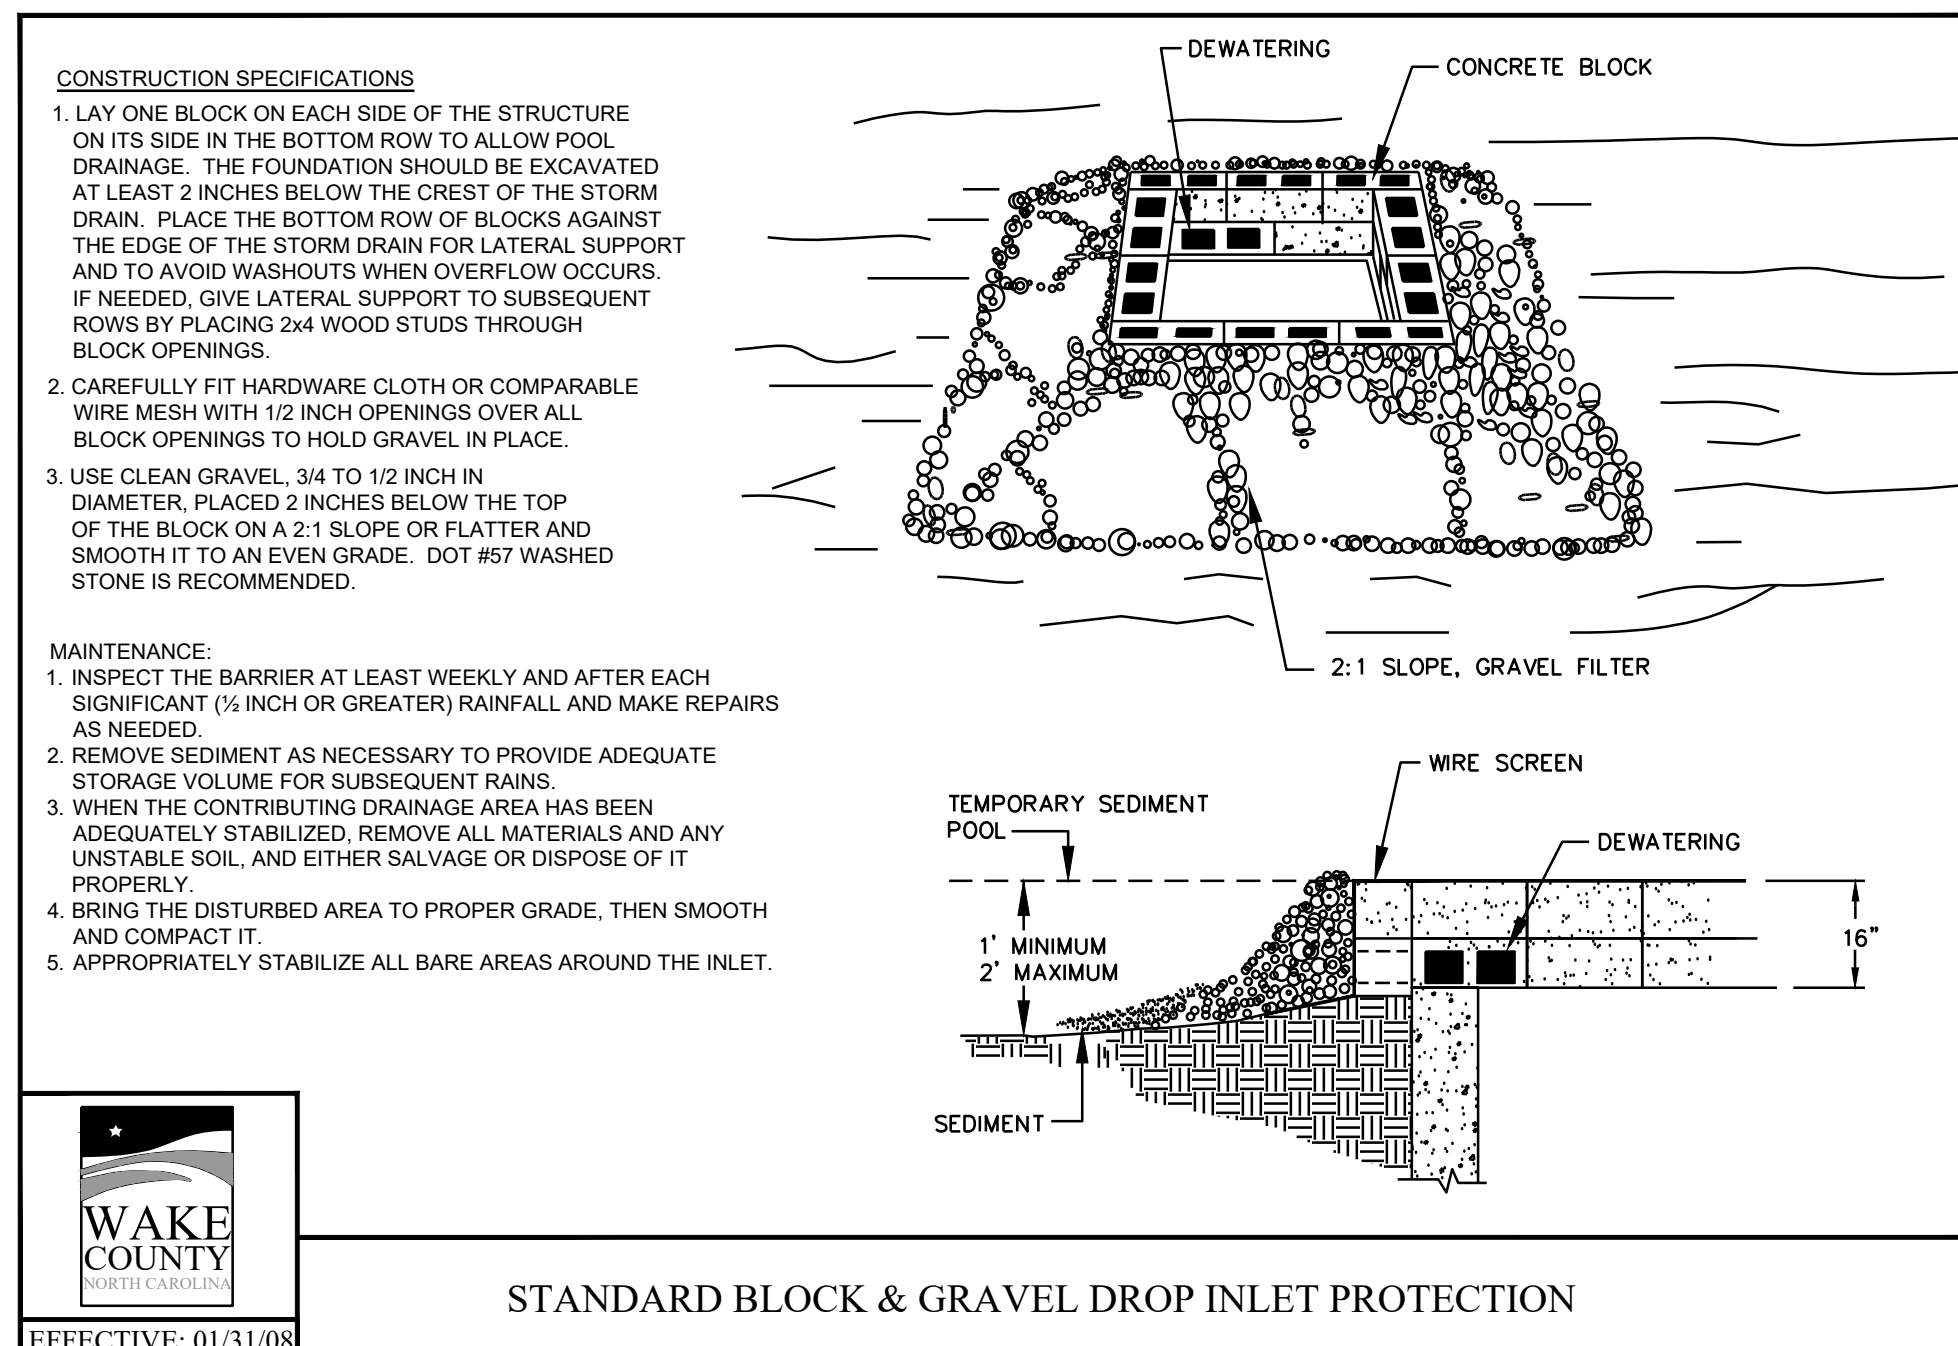 CONSTRUCTION SPECIFICATIONS
1. LAY ONE BLOCK ON EACH SIDE OF THE STRUCTURE
ON ITS SIDE IN THE BOTTOM ROW TO ALLOW POOL
DRAINAGE. THE FOUNDATION SHOULD BE EXCAVATED
AT LEAST 2 INCHES BELOW THE CREST OF THE STORM
DRAIN. PLACE THE BOTTOM ROW OF BLOCKS AGAINST
THE EDGE OF THE STORM DRAIN FOR LATERAL SUPPORT
AND TO AVOID WASHOUTS WHEN OVERFLOW OCCURS.
IF NEEDED, GIVE LATERAL SUPPORT TO SUBSEQUENT
ROWS BY PLACING 2x4 WOOD STUDS THROUGH
BLOCK OPENINGS.
2. CAREFULLY FIT HARDWARE CLOTH OR COMPARABLE
WIRE MESH WITH 1/2 INCH OPENINGS OVER ALL
BLOCK OPENINGS TO HOLD GRAVEL IN PLACE.
3. USE CLEAN GRAVEL, 3/4 TO 1/2 INCH IN
DIAMETER, PLACED 2 INCHES BELOW THE TOP
OF THE BLOCK ON A 2:1 SLOPE OR FLATTER AND
SMOOTH IT TO AN EVEN GRADE. DOT #57 WASHED
STONE IS RECOMMENDED.
MAINTENANCE:
1. INSPECT THE BARRIER AT LEAST WEEKLY AND AFTER EACH
SIGNIFICANT (½ INCH OR GREATER) RAINFALL AND MAKE REPAIRS
AS NEEDED.
2. REMOVE SEDIMENT AS NECESSARY TO PROVIDE ADEQUATE
STORAGE VOLUME FOR SUBSEQUENT RAINS.
3. WHEN THE CONTRIBUTING DRAINAGE AREA HAS BEEN
ADEQUATELY STABILIZED, REMOVE ALL MATERIALS AND ANY
UNSTABLE SOIL, AND EITHER SALVAGE OR DISPOSE OF IT
PROPERLY.
4. BRING THE DISTURBED AREA TO PROPER GRADE, THEN SMOOTH
AND COMPACT IT.
5. APPROPRIATELY STABILIZE ALL BARE AREAS AROUND THE INLET.
DEWATERING
CONCRETE BLOCK
2:1 SLOPE, GRAVEL FILTER
WIRE SCREEN
TEMPORARY SEDIMENT
POOL
DEWATERING
1' MINIMUM
2' MAXIMUM
16"
SEDIMENT
WAKE
COUNTY
NORTH CAROLINA
STANDARD BLOCK & GRAVEL DROP INLET PROTECTION
EFFECTIVE: 01/31/08